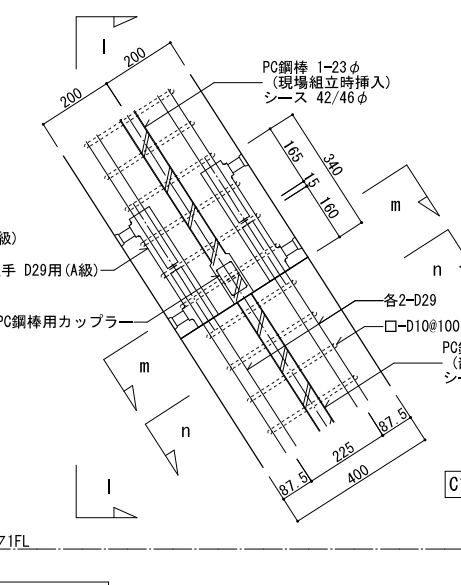 l
200
200
PC鋼棒 1-23φ
(現場組立時挿入)
シース 42/46φ
165
15
160
340
m
n
級)
手 D29用(A級)
PC鋼棒用カップラー
各2-D29
口-D10@100
m
n
87.5
225
87.5
400
l